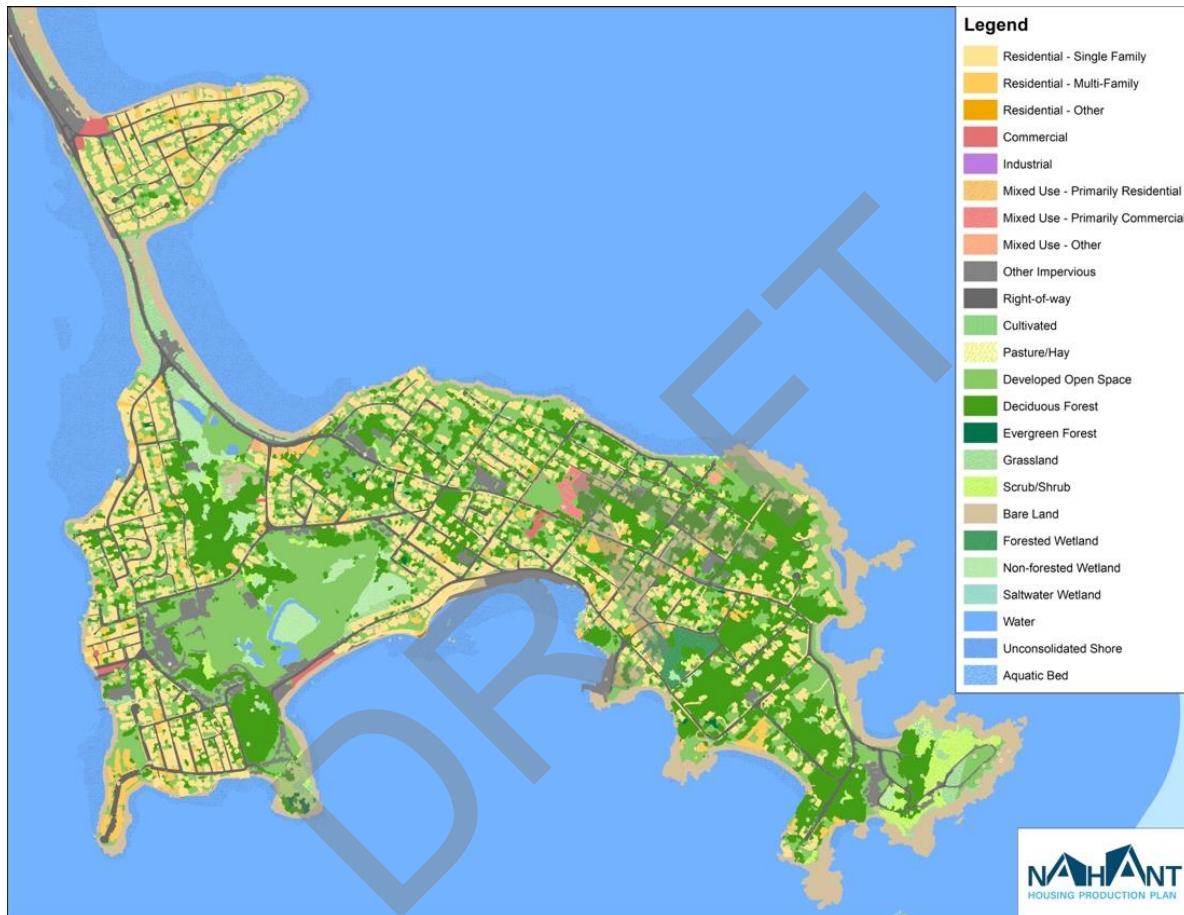 Legend
Residential - Single Family
Residential - Multi-Family
Residential - Other
Commercial
Industrial
Mixed Use - Primarily Residential
Mixed Use - Primarily Commercial
Mixed Use - Other
Other Impervious
Right-of-way
Cultivated
Pasture/Hay
Developed Open Space
Deciduous Forest
Evergreen Forest
Grassland
Scrub/Shrub
Bare Land
Forested Wetland
Non-forested Wetland
Saltwater Wetland
Water
Unconsolidated Shore
Aquatic Bed
DRAFT
NAHANT
HOUSING PRODUCTION PLAN